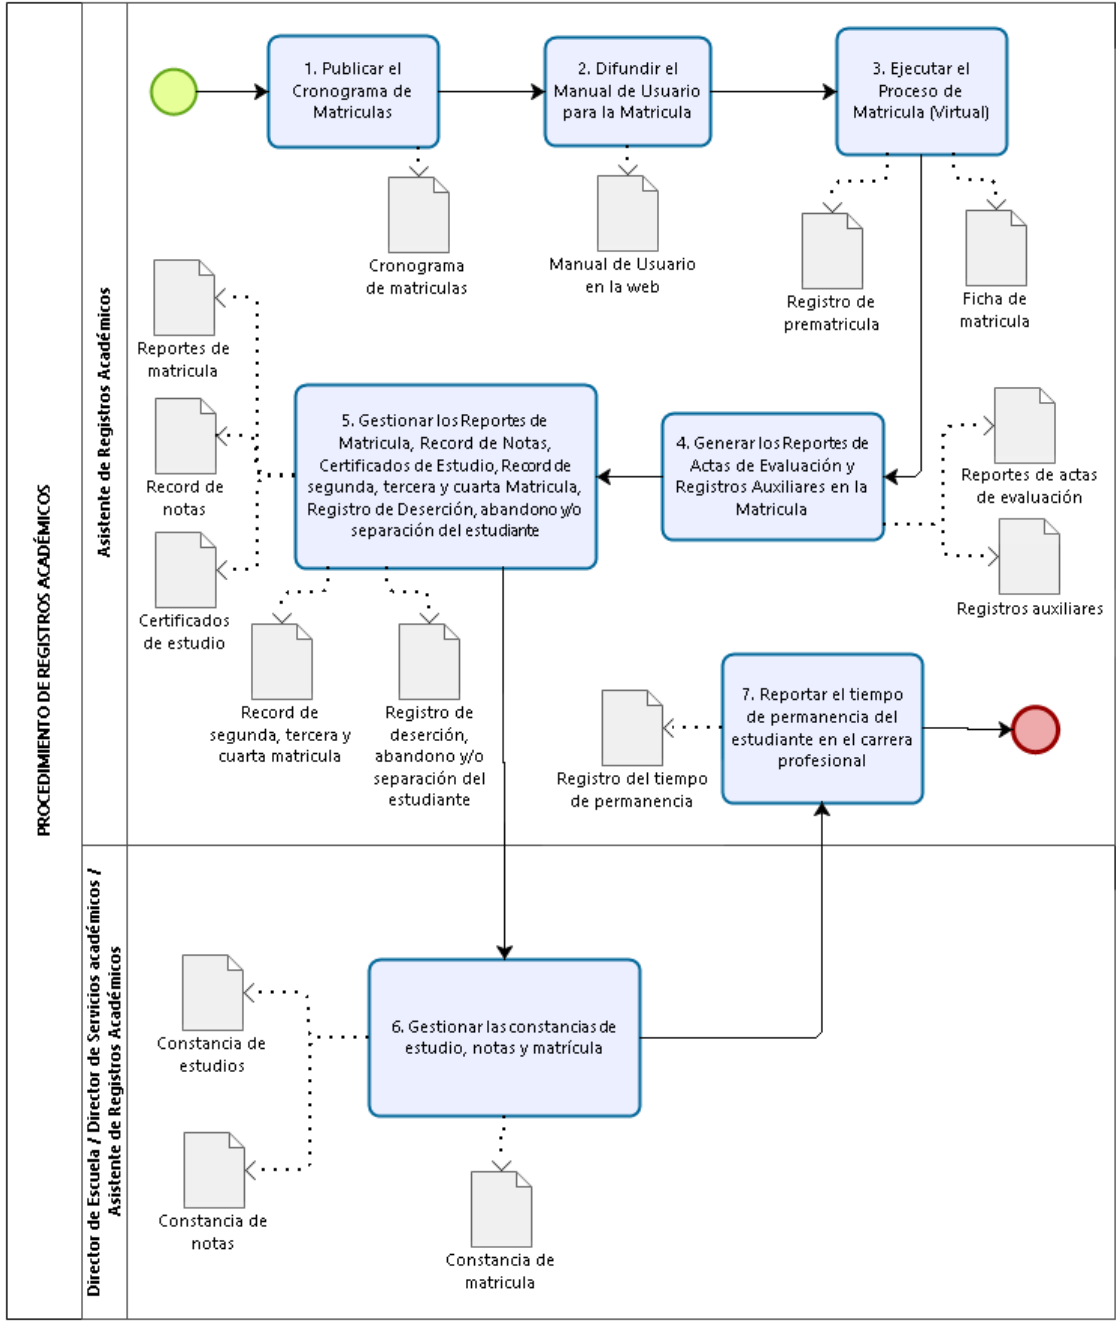 PROCEDIMIENTO DE REGISTROS ACADÉMICOS
Asistente de Registros Académicos
1. Publicar el
Cronograma de
Matriculas
2. Difundir el
Manual de Usuario
para la Matricula
3. Ejecutar el
Proceso de
Matricula (Virtual)
Cronograma
de matriculas
Manual de Usuario
en la web
Registro de
prematricula
Ficha de
matricula
Reportes de
matricula
Record de
notas
Certificados
de estudio
5. Gestionar los Reportes de
Matricula, Record de Notas,
Certificados de Estudio, Record de
segunda, tercera y cuarta Matricula,
Registro de Deserción, abandono y/o
separación del estudiante
4. Generar los Reportes de
Actas de Evaluación y
Registros Auxiliares en la
Matricula
Reportes de actas
de evaluación
Registros auxiliares
Record de
segunda, tercera y
cuarta matricula
Registro de
deserción,
abandono y/o
separación del
estudiante
Registro del tiempo
de permanencia
7. Reportar el tiempo
de permanencia del
estudiante en el carrera
profesional
Director de Escuela / Director de Servicios académicos /
Asistente de Registros Académicos
6. Gestionar las constancias de
estudio, notas y matrícula
Constancia de
estudios
Constancia de
notas
Constancia de
matricula